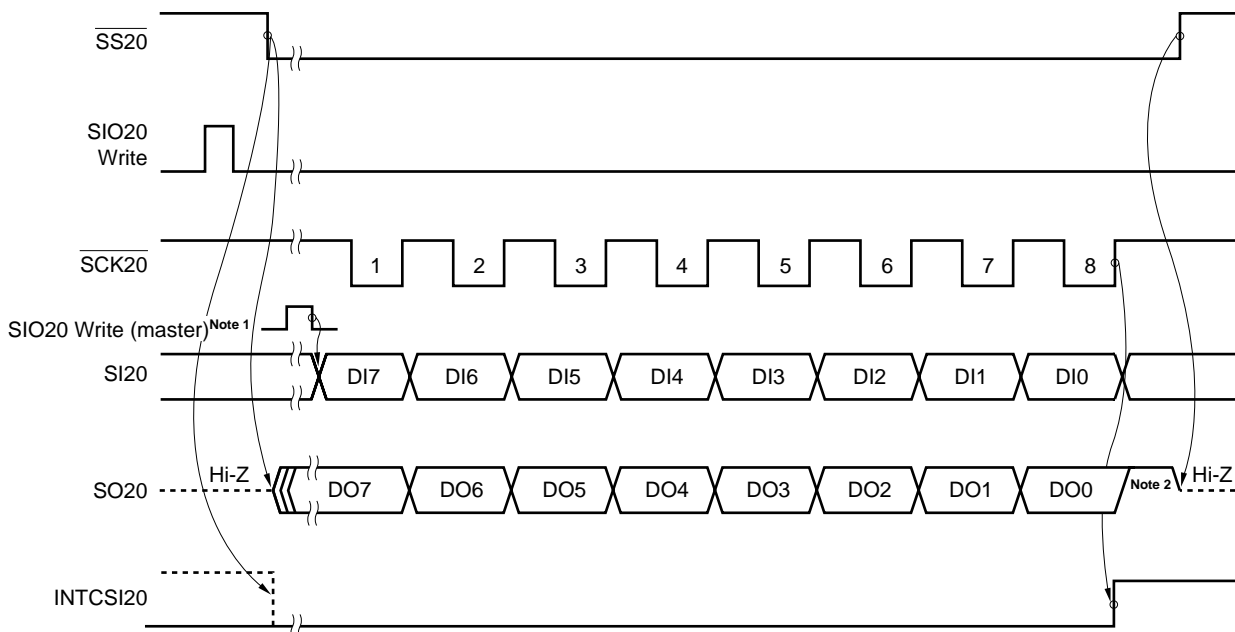 SS20
SIO20
Write
SCK20
1 2 3 4 5 6 7 8
SIO20 Write (master)Note 1
SI20 DI7 DI6 DI5 DI4 DI3 DI2 DI1 DI0
Hi-Z Hi-Z
SO20 DO7 DO6 DO5 DO4 DO3 DO2 DO1 DO0 Note 2
INTCSI20